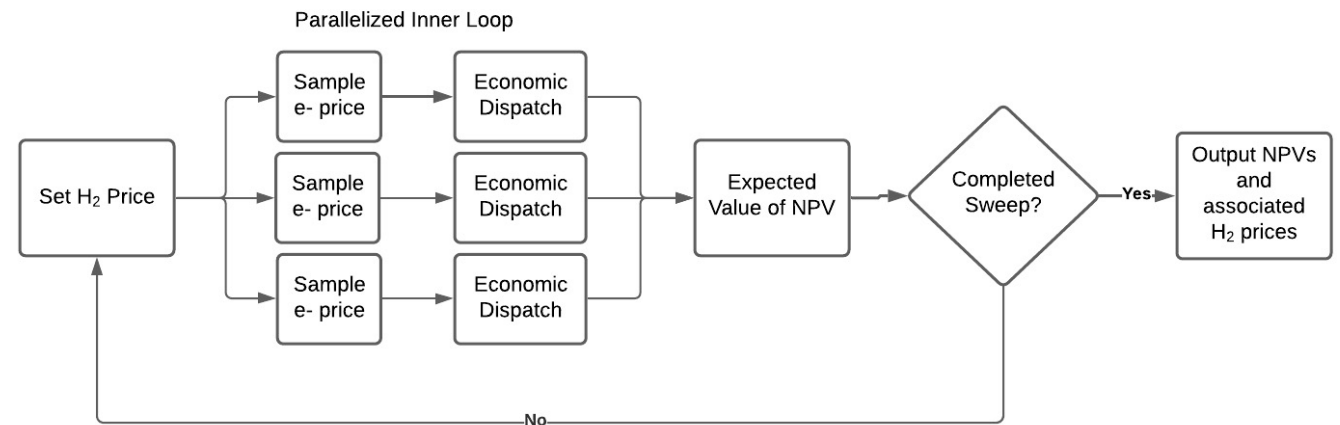 Parallelized Inner Loop
Sample
e- price
Economic
Dispatch
Set H₂ Price
Sample
e- price
Economic
Dispatch
Expected
Value of NPV
Completed
Sweep?
Yes
Output NPVs
and
associated
H₂ prices
Sample
e- price
Economic
Dispatch
No